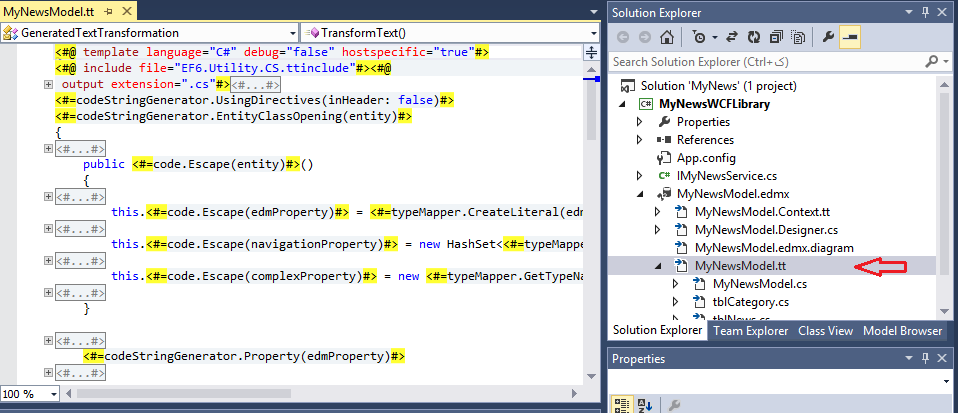 MyNewsModel.tt
GeneratedTextTransformation
TransformText()
<#@ template language="C#" debug="false" hostspecific="true"#>
<#@ include file="EF6.Utility.CS.ttinclude"#><#@
output extension=".cs"#><#...#>
<#=codeStringGenerator.UsingDirectives(inHeader: false)#>
<#=codeStringGenerator.EntityClassOpening(entity)#>
{
<#...#>
public <#=code.Escape(entity)#>()
{
<#...#>
this.<#=code.Escape(edmProperty)#> = <#=typeMapper.CreateLiteral(edm
<#...#>
this.<#=code.Escape(navigationProperty)#> = new HashSet<<#=typeMappe
<#...#>
this.<#=code.Escape(complexProperty)#> = new <#=typeMapper.GetTypeNa
<#...#>
}
<#...#>
<#=codeStringGenerator.Property(edmProperty)#>
<#...#>
100 %
Solution Explorer
Search Solution Explorer (Ctrl+ک)
Solution 'MyNews' (1 project)
MyNewsWCFLibrary
Properties
References
App.config
IMyNewsService.cs
MyNewsModel.edmx
MyNewsModel.Context.tt
MyNewsModel.Designer.cs
MyNewsModel.edmx.diagram
MyNewsModel.tt
MyNewsModel.cs
tblCategory.cs
tblNews.cs
Solution Explorer Team Explorer Class View Model Browser
Properties